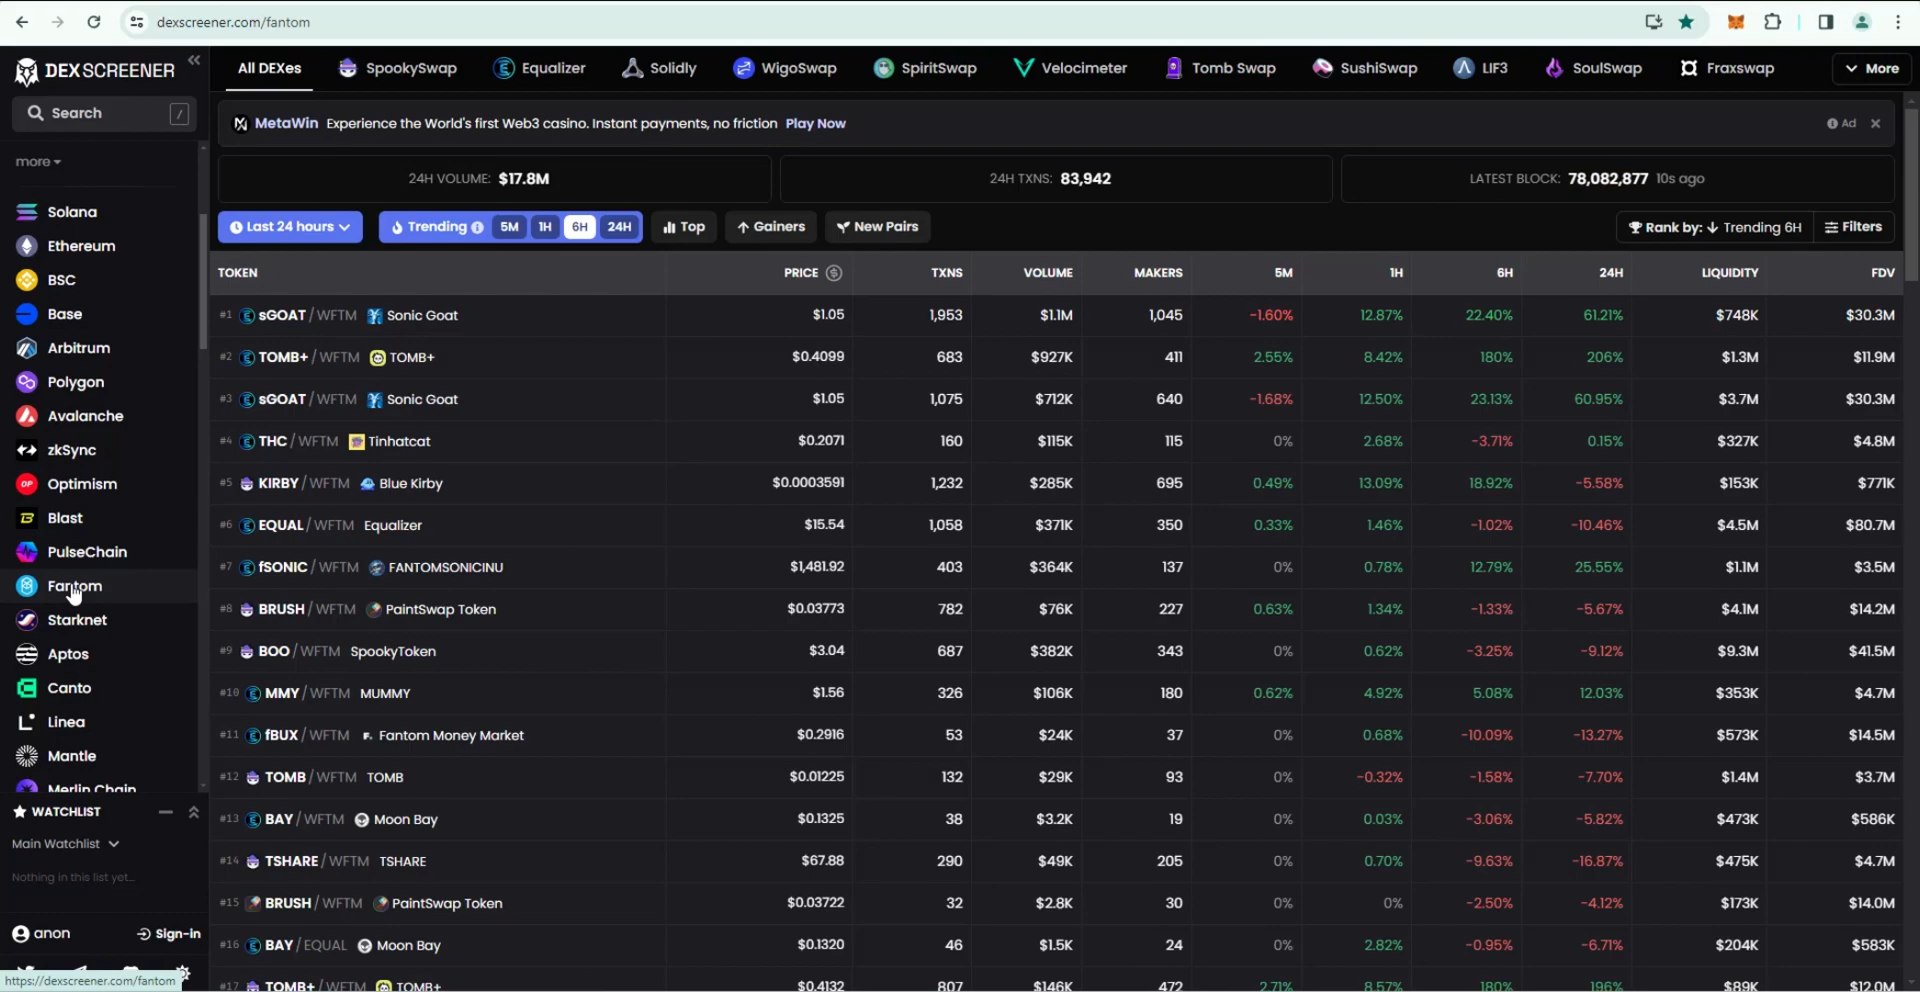 dexscreener.com/fantom
DEXSCREENER
Search /
more
Solana
Ethereum
BSC
Base
Arbitrum
Polygon
Avalanche
zkSync
Optimism
Blast
PulseChain
Fantom
Starknet
Aptos
Canto
Linea
Mantle
Merlin Chain
WATCHLIST
Main Watchlist
Nothing in this list yet...
anon Sign-in
https://dexscreener.com/fantom
All DEXes SpookySwap Equalizer Solidly WigoSwap SpiritSwap Velocimeter Tomb Swap SushiSwap LIF3 SoulSwap Fraxswap More
MetaWin Experience the World's first Web3 casino. Instant payments, no friction Play Now Ad
24H VOLUME: $17.8M 24H TXNS: 83,942 LATEST BLOCK: 78,082,877 10s ago
Last 24 hours Trending 5M 1H 6H 24H Top Gainers New Pairs Rank by: Trending 6H Filters
TOKEN PRICE TXNS VOLUME MAKERS 5M 1H 6H 24H LIQUIDITY FDV
#1 sGOAT/WFTM Sonic Goat $1.05 1,953 $1.1M 1,045 -1.60% 12.87% 22.40% 61.21% $748K $30.3M
#2 TOMB+/WFTM TOMB+ $0.4099 683 $927K 411 2.55% 8.42% 180% 206% $1.3M $11.9M
#3 sGOAT/WFTM Sonic Goat $1.05 1,075 $712K 640 -1.68% 12.50% 23.13% 60.95% $3.7M $30.3M
#4 THC/WFTM Tinhatcat $0.2071 160 $115K 115 0% 2.68% -3.71% 0.15% $327K $4.8M
#5 KIRBY/WFTM Blue Kirby $0.0003591 1,232 $285K 695 0.49% 13.09% 18.92% -5.58% $153K $771K
#6 EQUAL/WFTM Equalizer $15.54 1,058 $371K 350 0.33% 1.46% -1.02% -10.46% $4.5M $80.7M
#7 fSONIC/WFTM FANTOMSONICINU $1,481.92 403 $364K 137 0% 0.78% 12.79% 25.55% $1.1M $3.5M
#8 BRUSH/WFTM PaintSwap Token $0.03773 782 $76K 227 0.63% 1.34% -1.33% -5.67% $4.1M $14.2M
#9 BOO/WFTM SpookyToken $3.04 687 $382K 343 0% 0.62% -3.25% -9.12% $9.3M $41.5M
#10 MMY/WFTM MUMMY $1.56 326 $106K 180 0.62% 4.92% 5.08% 12.03% $353K $4.7M
#11 fBUX/WFTM F. Fantom Money Market $0.2916 53 $24K 37 0% 0.68% -10.09% -13.27% $573K $14.5M
#12 TOMB/WFTM TOMB $0.01225 132 $29K 93 0% -0.32% -1.58% -7.70% $1.4M $3.7M
#13 BAY/WFTM Moon Bay $0.1325 38 $3.2K 19 0% 0.03% -3.06% -5.82% $473K $586K
#14 TSHARE/WFTM TSHARE $67.88 290 $49K 205 0% 0.70% -9.63% -16.87% $475K $4.7M
#15 BRUSH/WFTM PaintSwap Token $0.03722 32 $2.8K 30 0% 0% -2.50% -4.12% $173K $14.0M
#16 BAY/EQUAL Moon Bay $0.1320 46 $1.5K 24 0% 2.82% -0.95% -6.71% $204K $583K
#17 TOMB+/WFTM TOMB+ $0.4132 807 $146K 472 2.71% 8.57% 180% 196% $89K $12.0M